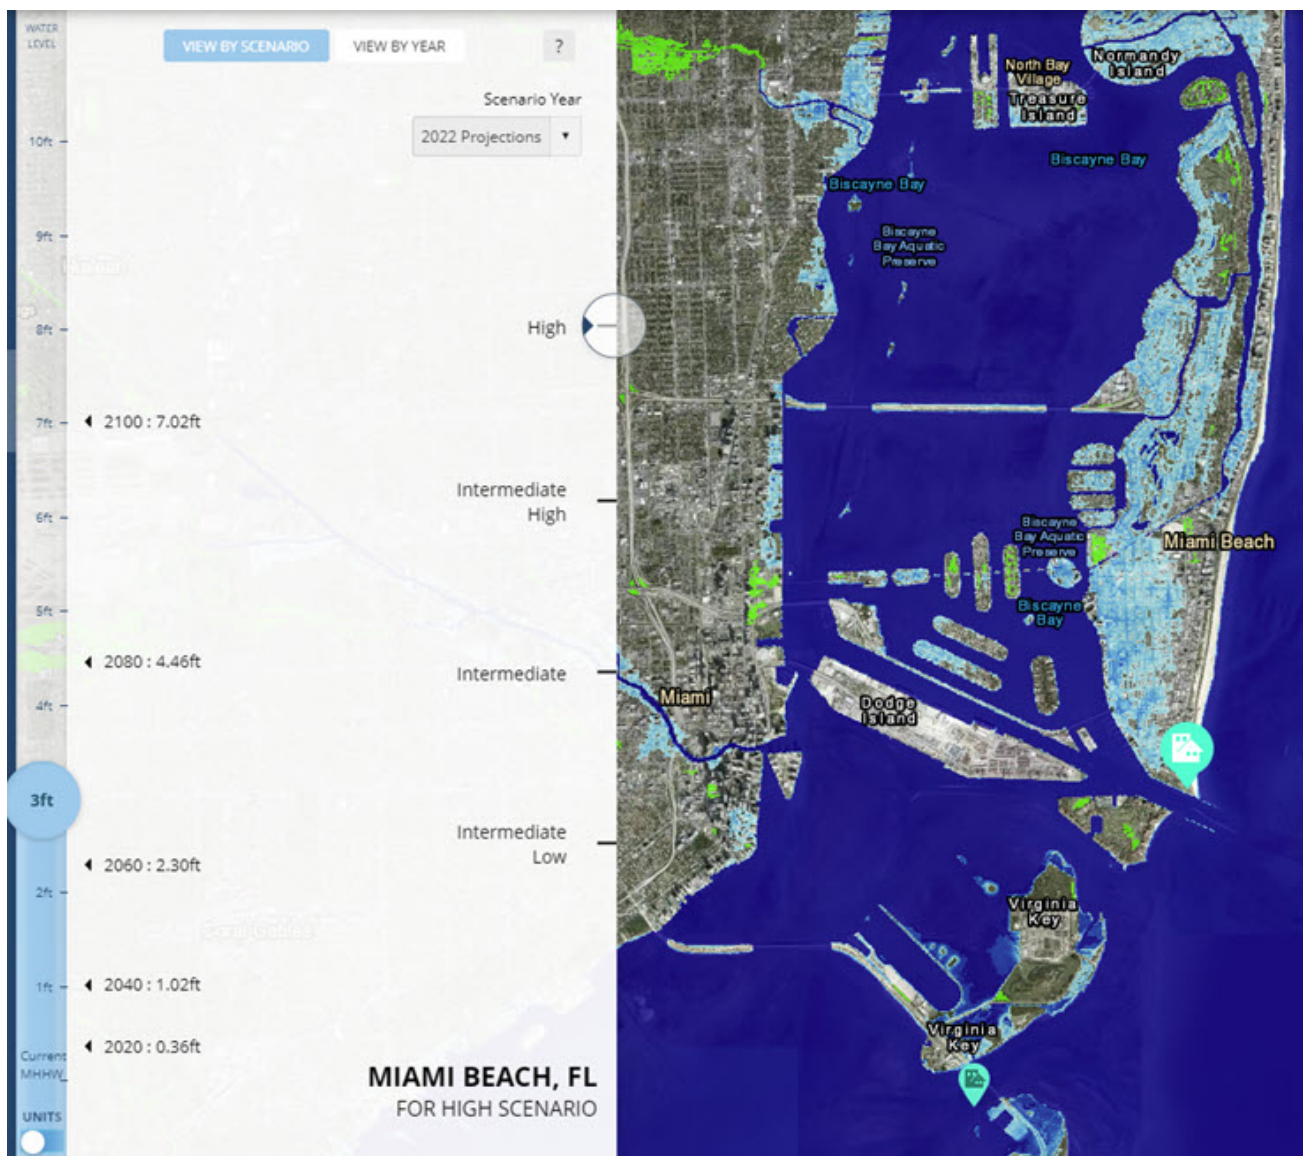 WATER
LEVEL
VIEW BY SCENARIO
VIEW BY YEAR
?
Scenario Year
2022 Projections
10ft
9ft
8ft
7ft
6ft
5ft
4ft
3ft
2ft
1ft
Current
MHHW
UNITS
2100 : 7.02ft
2080 : 4.46ft
2060 : 2.30ft
2040 : 1.02ft
2020 : 0.36ft
High
Intermediate
High
Intermediate
Intermediate
Low
Coral Gables
MIAMI BEACH, FL
FOR HIGH SCENARIO
North Bay
Village
Normandy
Island
Treasure
Island
Biscayne Bay
Biscayne Bay
Biscayne
Bay Aquatic
Preserve
Biscayne
Bay Aquatic
Preserve
Miami Beach
Biscayne
Bay
Miami
Dodge
Island
Virginia
Key
Virginia
Key